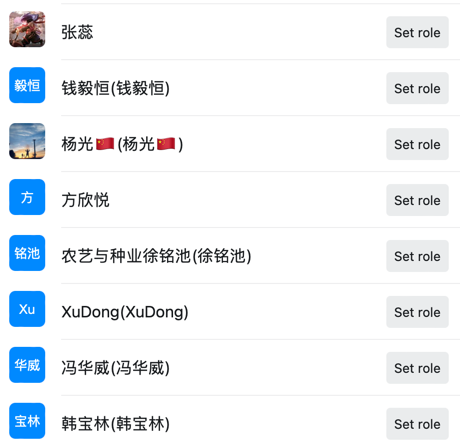 张蕊 Set role
毅恒 钱毅恒(钱毅恒) Set role
杨光🇨🇳(杨光🇨🇳) Set role
方 方欣悦 Set role
铭池 农艺与种业徐铭池(徐铭池) Set role
Xu XuDong(XuDong) Set role
华威 冯华威(冯华威) Set role
宝林 韩宝林(韩宝林) Set role